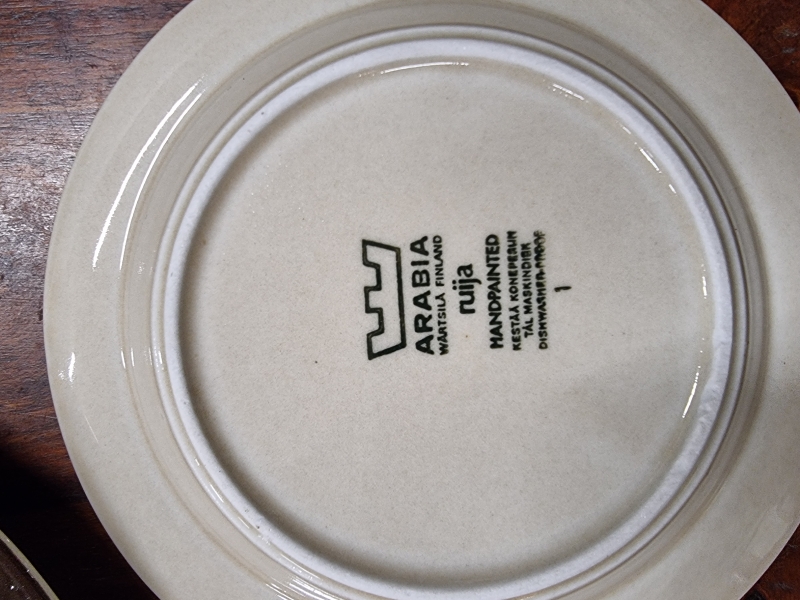 ARABIA
WÄRTSILÄ FINLAND
ruija
HANDPAINTED
KESTÄÄ KONEPESUN
TÅL MASKINDISK
DISHWASHER-PROOF
1